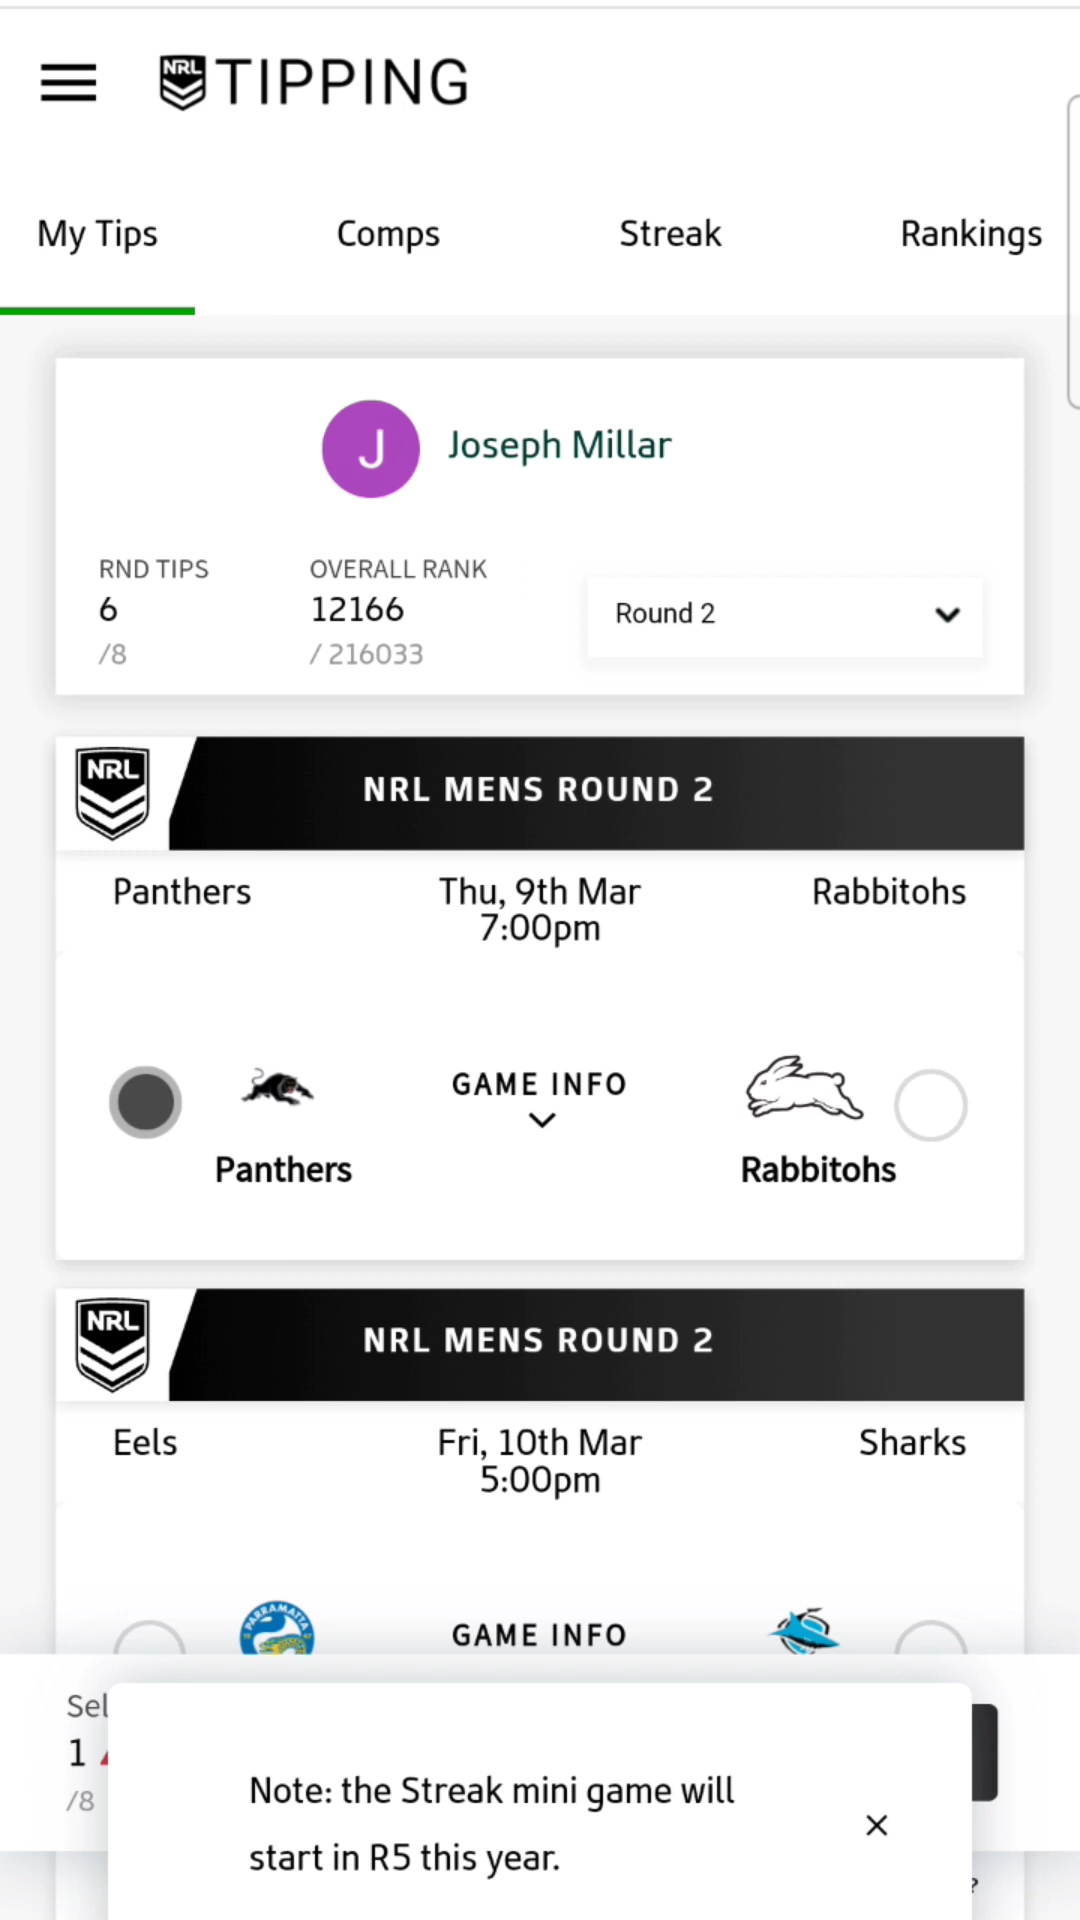 NRL TIPPING
My Tips Comps Streak Rankings
J Joseph Millar
RND TIPS OVERALL RANK
6 12166 Round 2
/8 / 216033
NRL NRL MENS ROUND 2
Panthers Thu, 9th Mar Rabbitohs
7:00pm
GAME INFO
Panthers Rabbitohs
NRL NRL MENS ROUND 2
Eels Fri, 10th Mar Sharks
5:00pm
PARRAMATTA GAME INFO
Sel
1
/8
Note: the Streak mini game will
start in R5 this year.
?